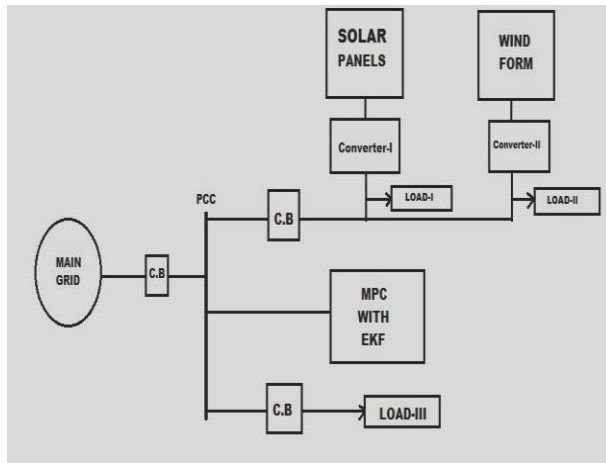 SOLAR
PANELS
WIND
FORM
Converter-I
Converter-II
LOAD-I
LOAD-II
PCC
C.B
MAIN
GRID
C.B
MPC
WITH
EKF
C.B
LOAD-III